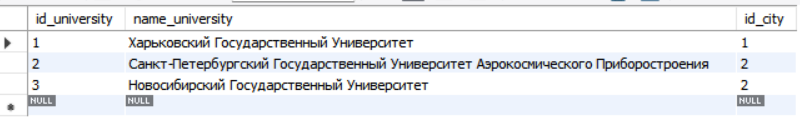 id_university name_university id_city
1 Харьковский Государственный Университет 1
2 Санкт-Петербургский Государственный Университет Аэрокосмического Приборостроения 2
3 Новосибирский Государственный Университет 2
NULL NULL NULL